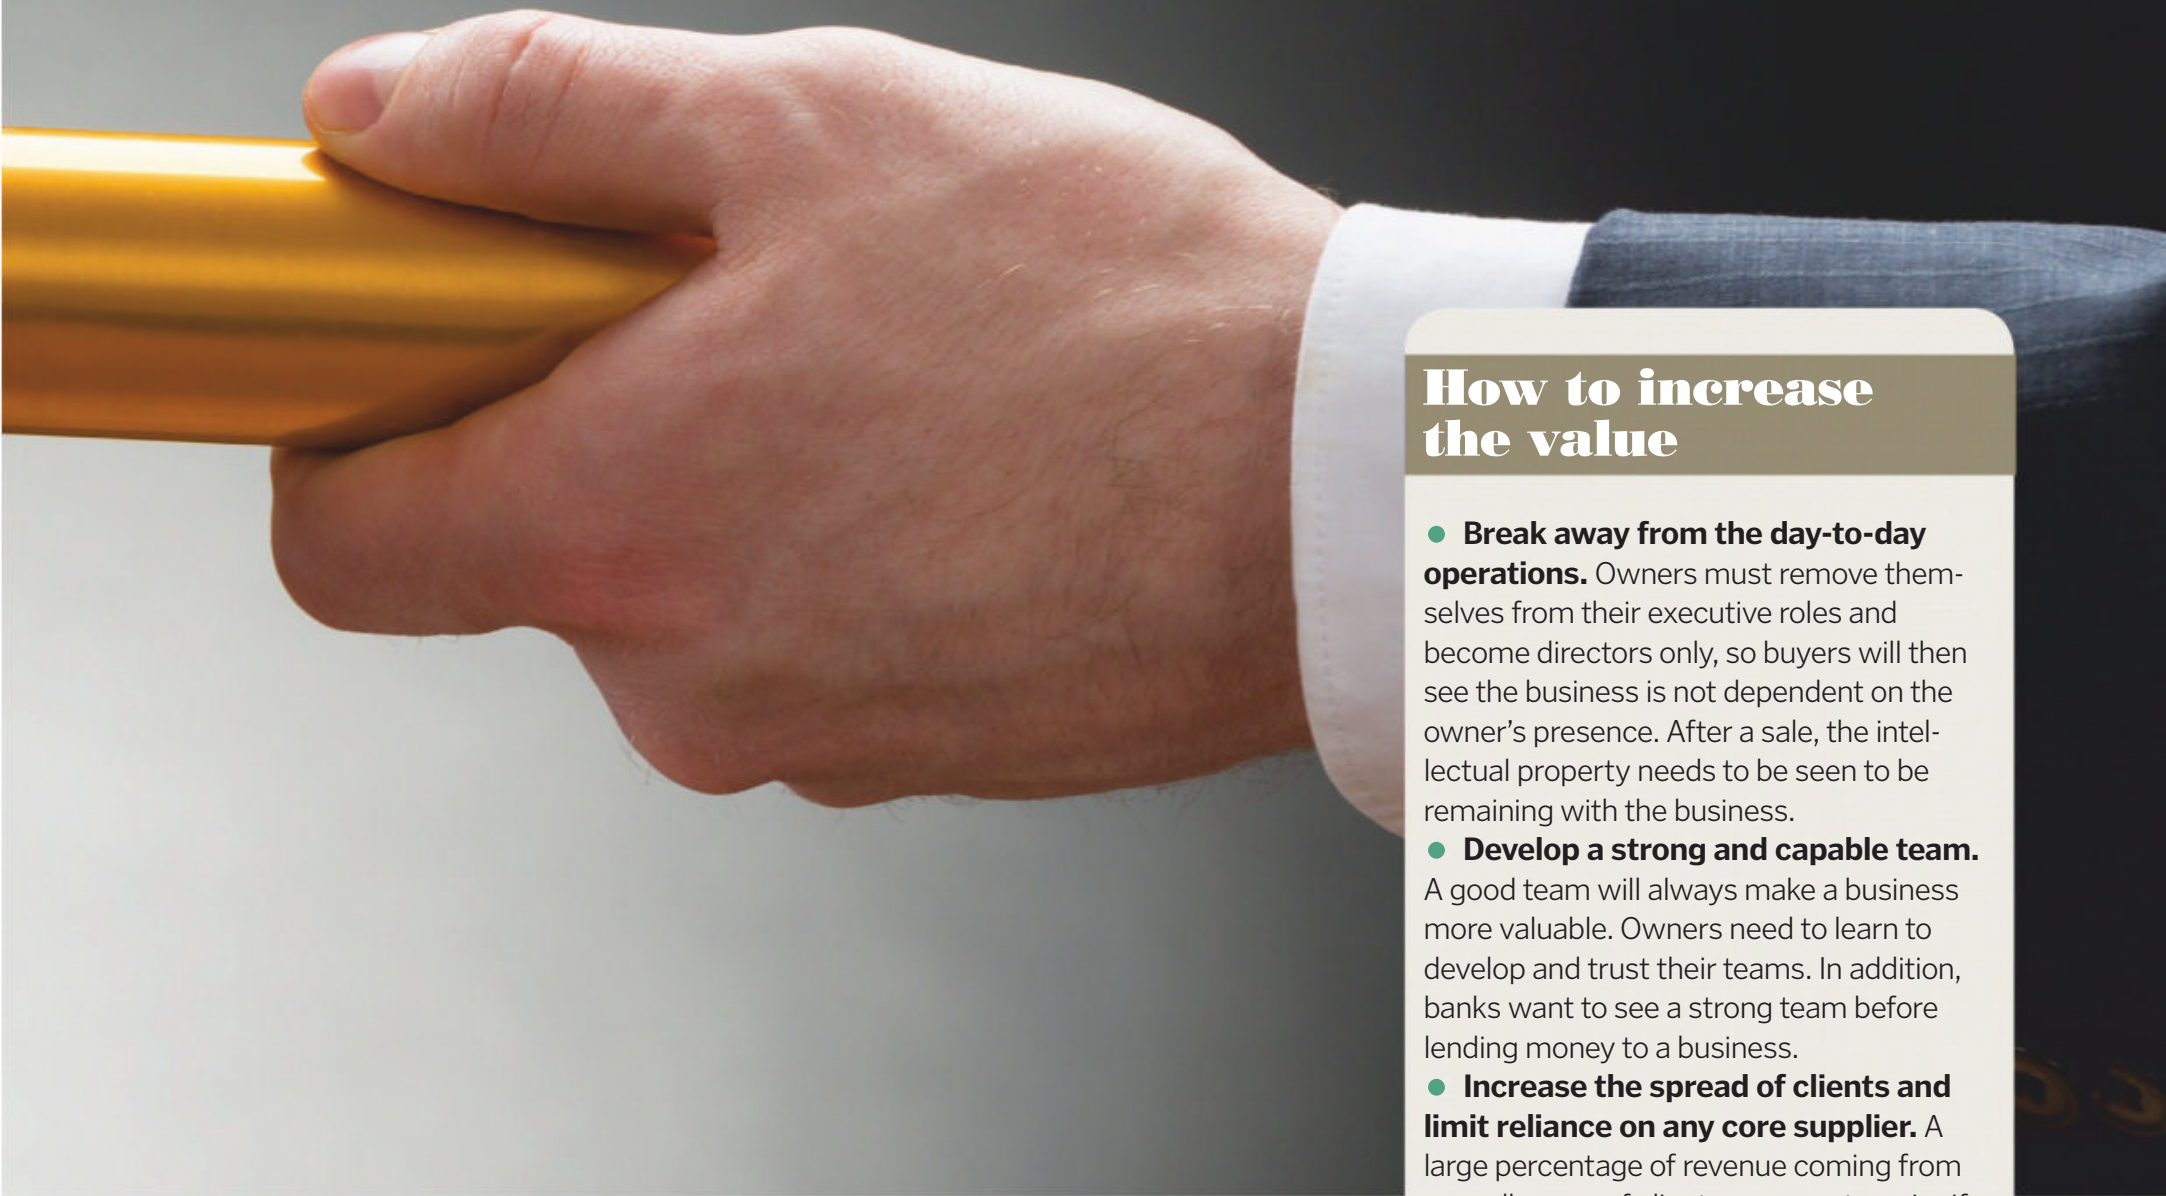 How to increase
the value
● Break away from the day-to-day
operations. Owners must remove them-
selves from their executive roles and
become directors only, so buyers will then
see the business is not dependent on the
owner's presence. After a sale, the intel-
lectual property needs to be seen to be
remaining with the business.
● Develop a strong and capable team.
A good team will always make a business
more valuable. Owners need to learn to
develop and trust their teams. In addition,
banks want to see a strong team before
lending money to a business.
● Increase the spread of clients and
limit reliance on any core supplier. A
large percentage of revenue coming from